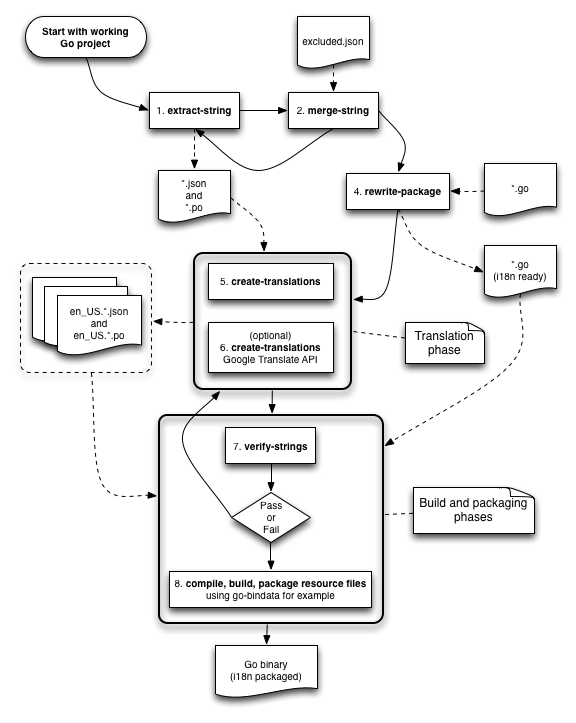 Start with working
Go project
excluded.json
1. extract-string
2. merge-string
*.json
and
*.po
4. rewrite-package
*.go
*.go
(i18n ready)
5. create-translations
en_US.*.json
and
en_US.*.po
(optional)
6. create-translations
Google Translate API
Translation
phase
7. verify-strings
Pass
or
Fail
Build and packaging
phases
8. compile, build, package resource files
using go-bindata for example
Go binary
(i18n packaged)